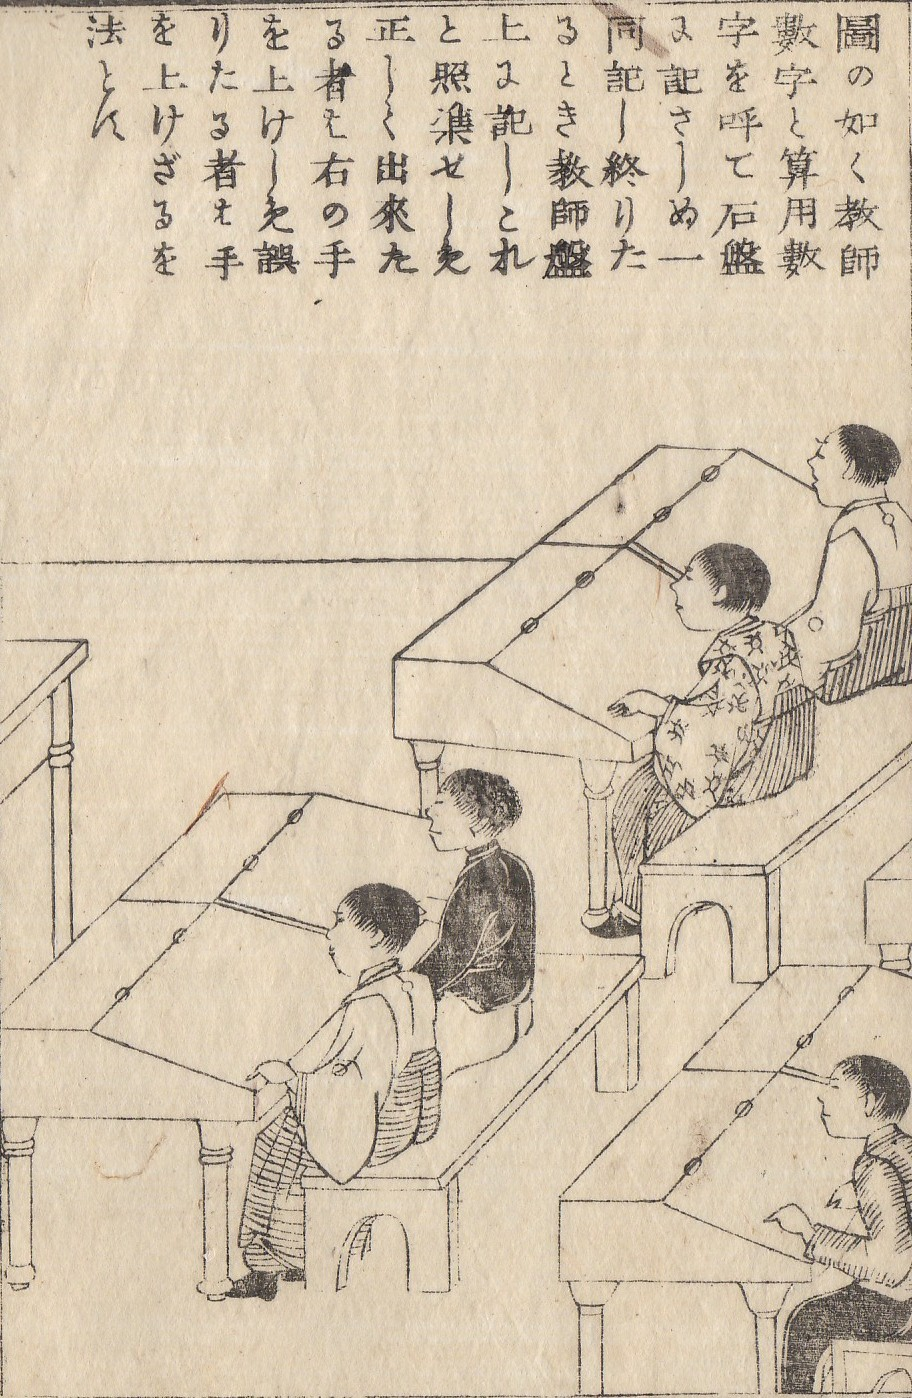 圖の如く教師
數字と算用數
字を呼て石盤
に記さしめ一
同記し終りた
るとき教師盤
上に記しこれ
と照準せしめ
正しく出來た
る者は右の手
を上けしめ誤
りたる者は手
を上けざるを
法とす